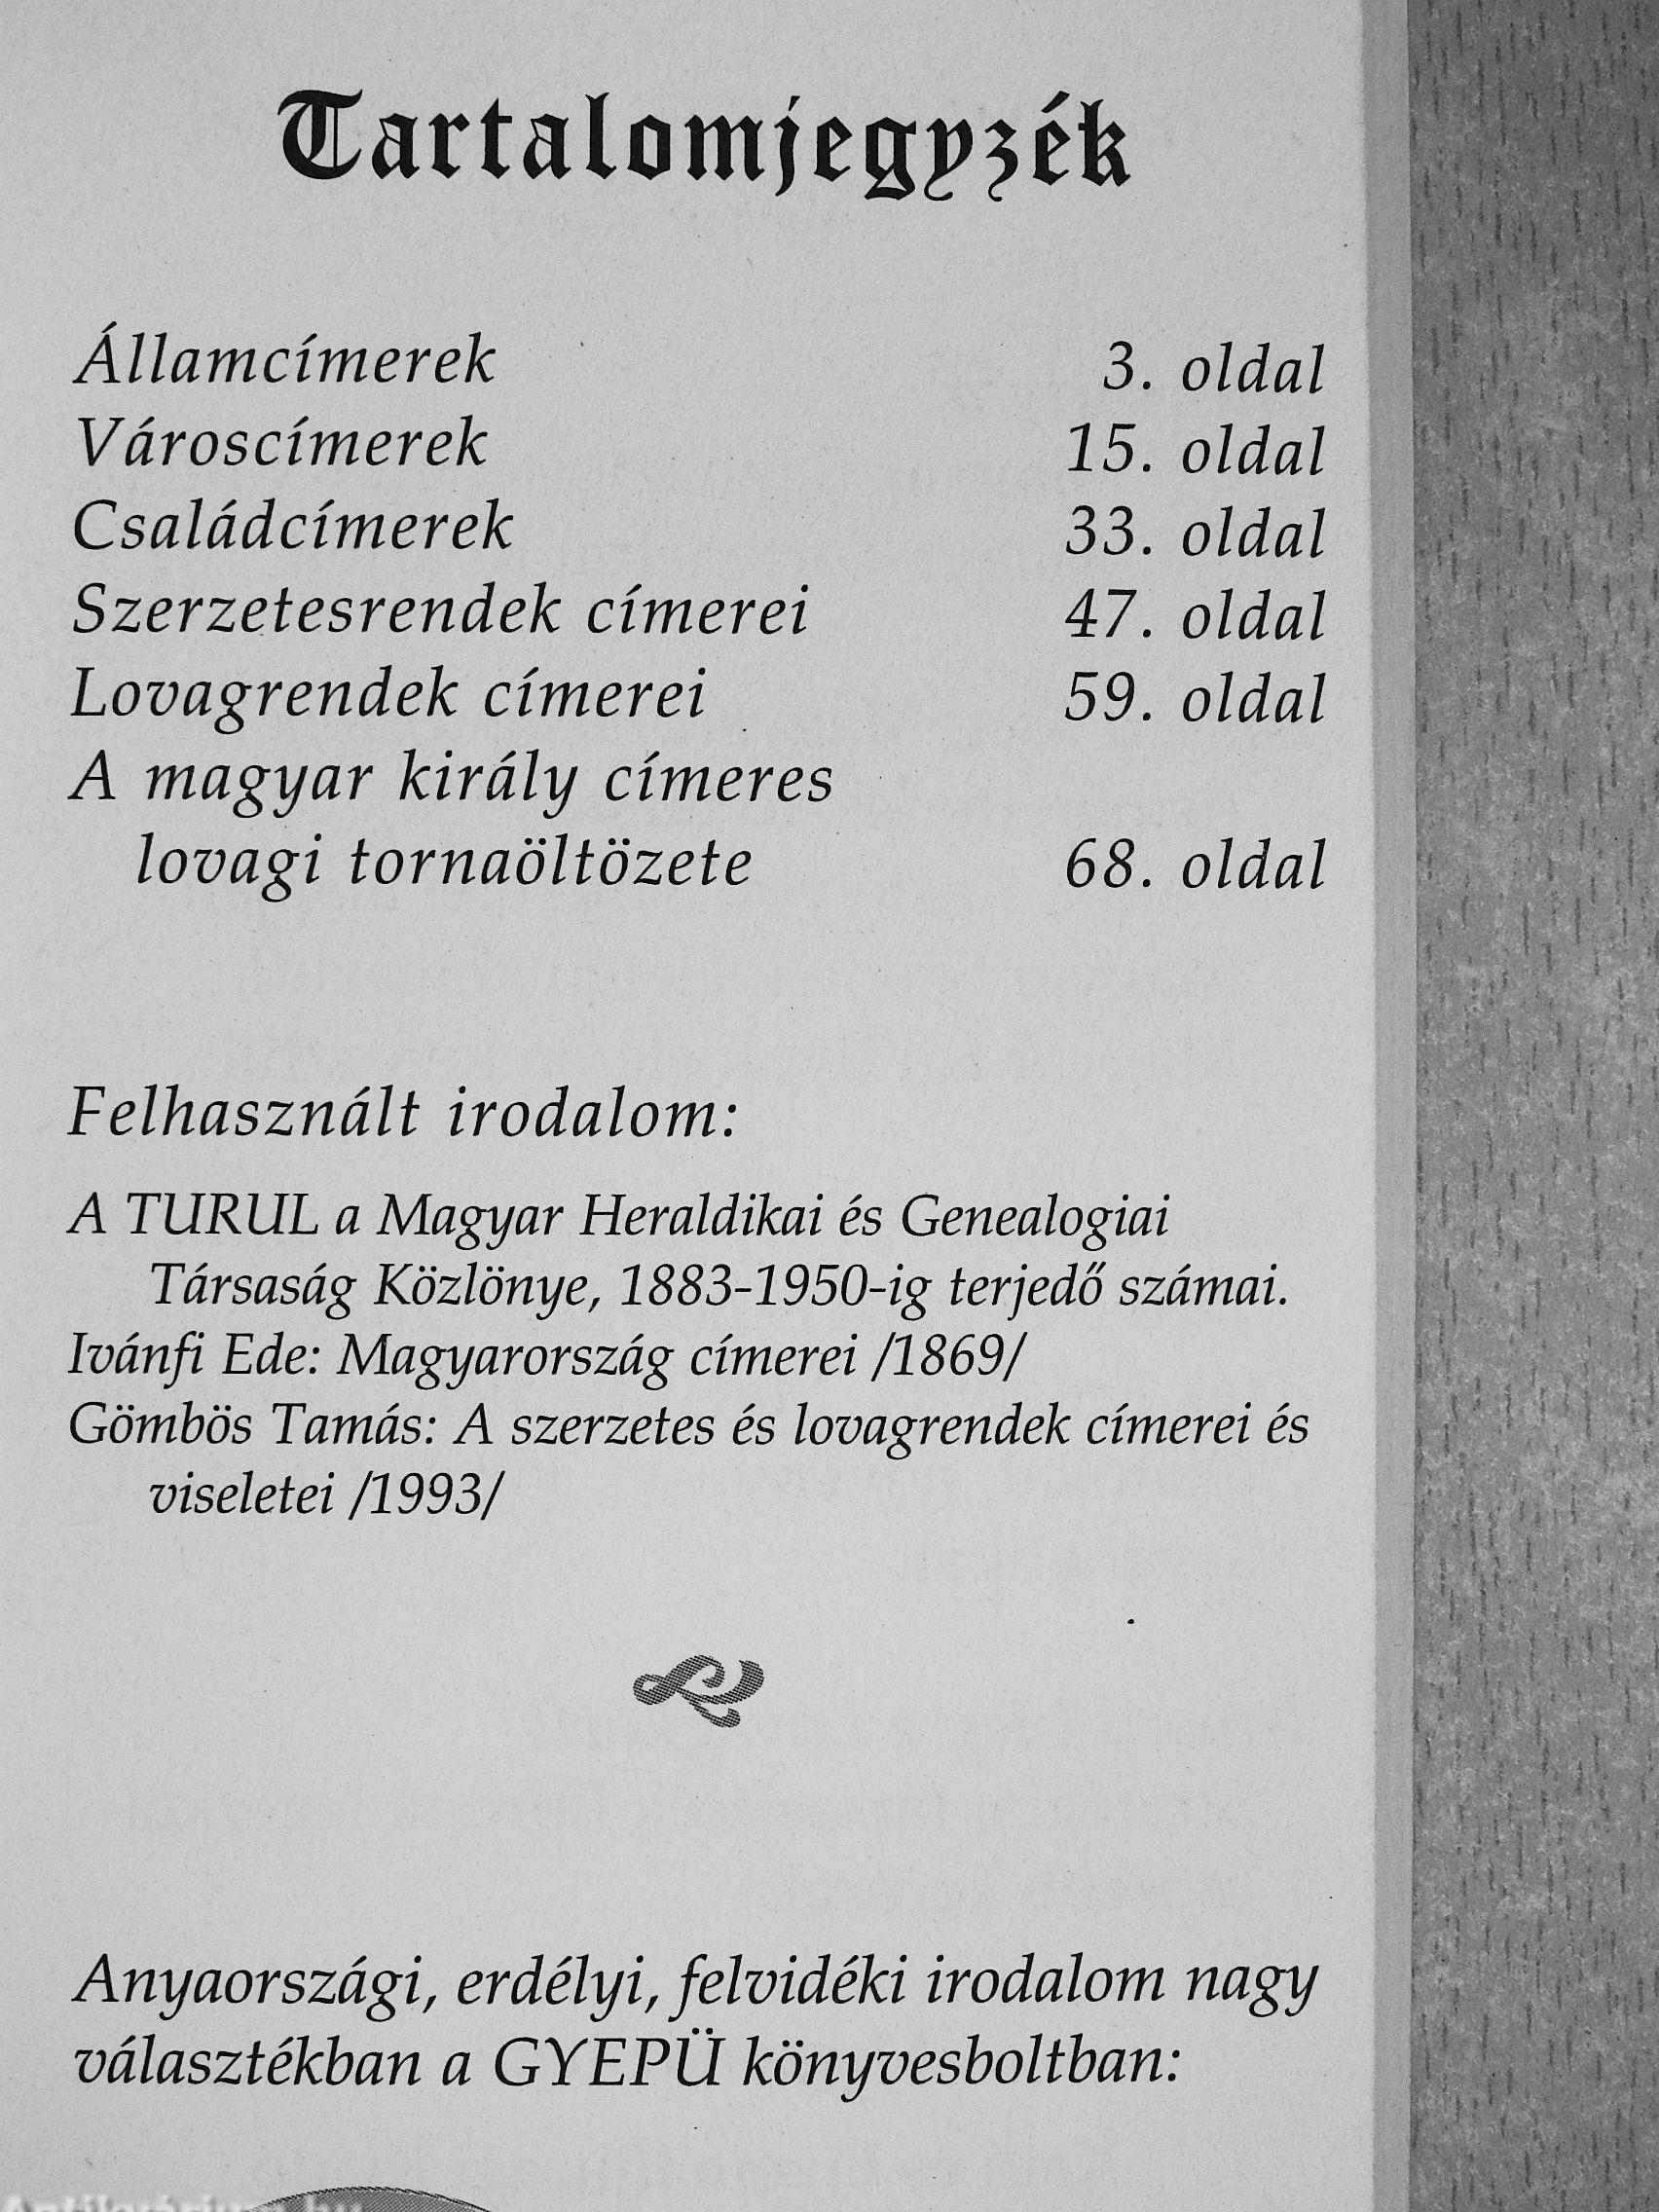 Tartalomjegyzék
Államcímerek 3. oldal
Városcímerek 15. oldal
Családcímerek 33. oldal
Szerzetesrendek címerei 47. oldal
Lovagrendek címerei 59. oldal
A magyar király címeres
lovagi tornaöltözete 68. oldal
Felhasznált irodalom:
A TURUL a Magyar Heraldikai és Genealogiai
Társaság Közlönye, 1883-1950-ig terjedő számai.
Ivánfi Ede: Magyarország címerei /1869/
Gömbös Tamás: A szerzetes és lovagrendek címerei és
viseletei /1993/
Anyaországi, erdélyi, felvidéki irodalom nagy
választékban a GYEPÜ könyvesboltban: